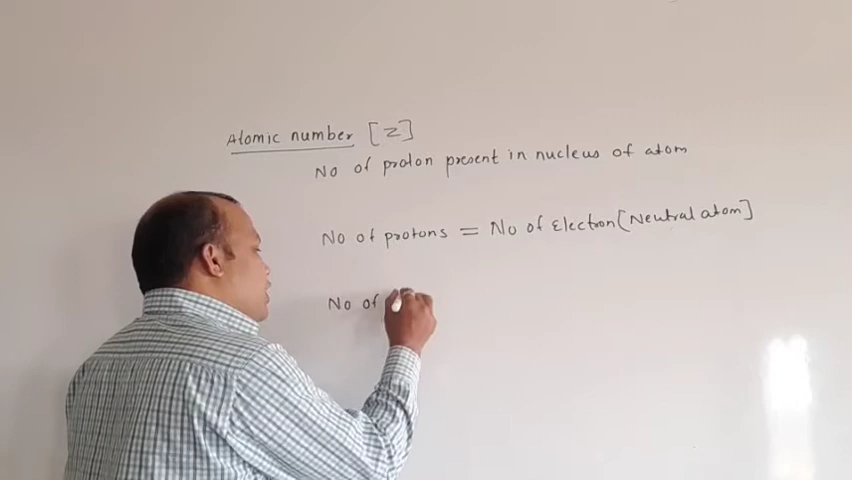 Atomic number [Z]
No of proton present in nucleus of atom
No of protons = No of Electron [Neutral atom]
No of